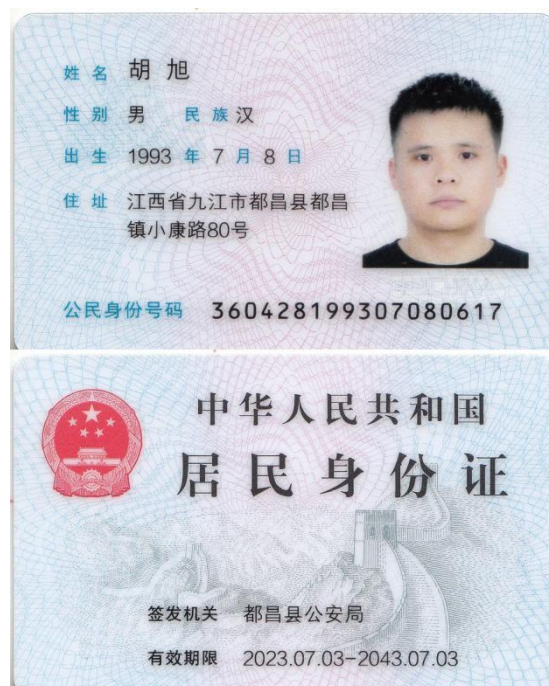 姓名 胡旭
性别 男 民族 汉
出生 1993 年 7 月 8 日
住址 江西省九江市都昌县都昌
镇小康路80号
公民身份号码 360428199307080617
中华人民共和国
居民身份证
签发机关 都昌县公安局
有效期限 2023.07.03-2043.07.03